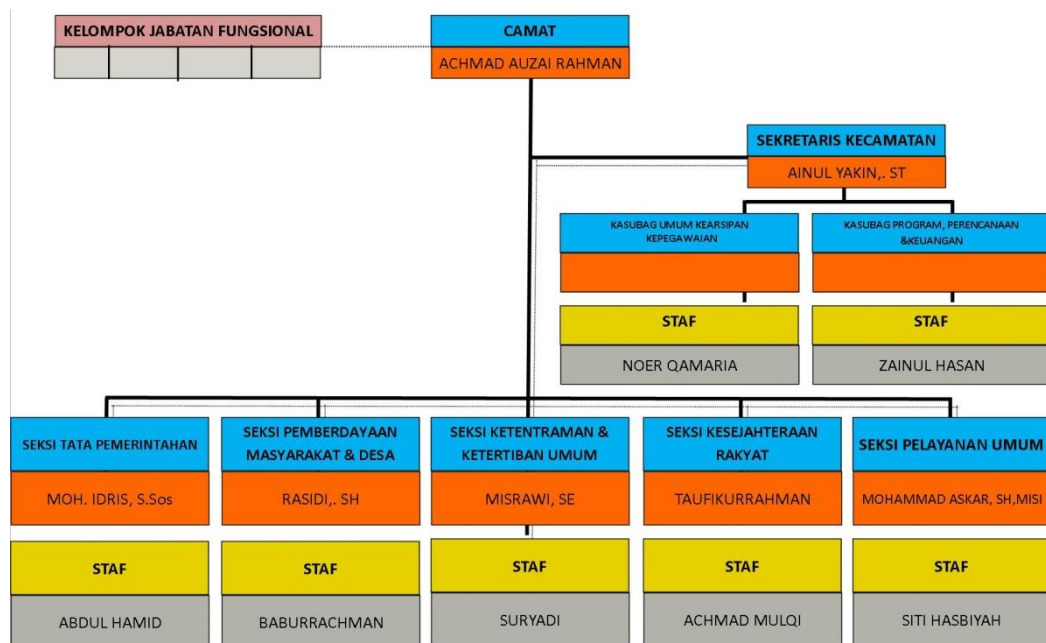 KELOMPOK JABATAN FUNGSIONAL
CAMAT
ACHMAD AUZAI RAHMAN
SEKRETARIS KECAMATAN
AINUL YAKIN,. ST
KASUBAG UMUM KEARSIPAN
KEPEGAWAIAN
KASUBAG PROGRAM, PERENCANAAN
&KEUANGAN
STAF
NOER QAMARIA
STAF
ZAINUL HASAN
SEKSI TATA PEMERINTAHAN
MOH. IDRIS, S.Sos
STAF
ABDUL HAMID
SEKSI PEMBERDAYAAN
MASYARAKAT & DESA
RASIDI,. SH
STAF
BABURRACHMAN
SEKSI KETENTRAMAN &
KETERTIBAN UMUM
MISRAWI, SE
STAF
SURYADI
SEKSI KESEJAHTERAAN
RAKYAT
TAUFIKURRAHMAN
STAF
ACHMAD MULQI
SEKSI PELAYANAN UMUM
MOHAMMAD ASKAR, SH,MISI
STAF
SITI HASBIYAH